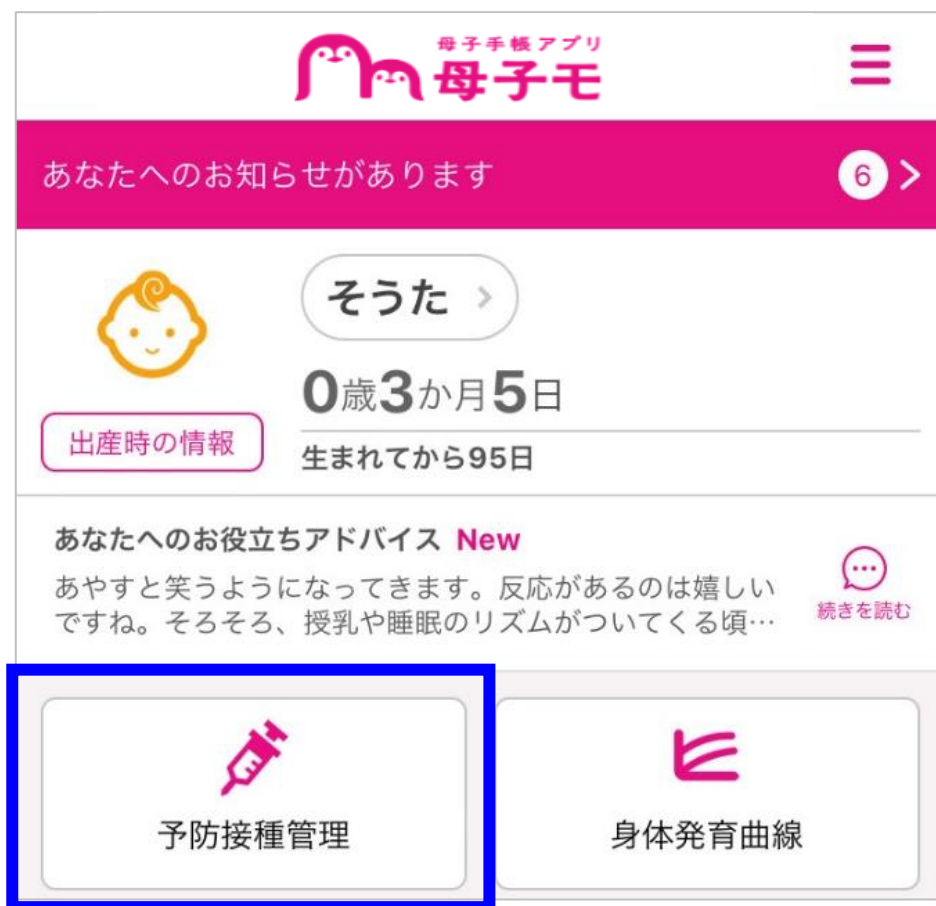 母子手帳アプリ
母子モ
あなたへのお知らせがあります
6
そうた
0歳3か月5日
出産時の情報
生まれてから95日
あなたへのお役立ちアドバイス New
あやすと笑うようになってきます。反応があるのは嬉しい
ですね。そろそろ、授乳や睡眠のリズムがついてくる頃…
続きを読む
予防接種管理
身体発育曲線